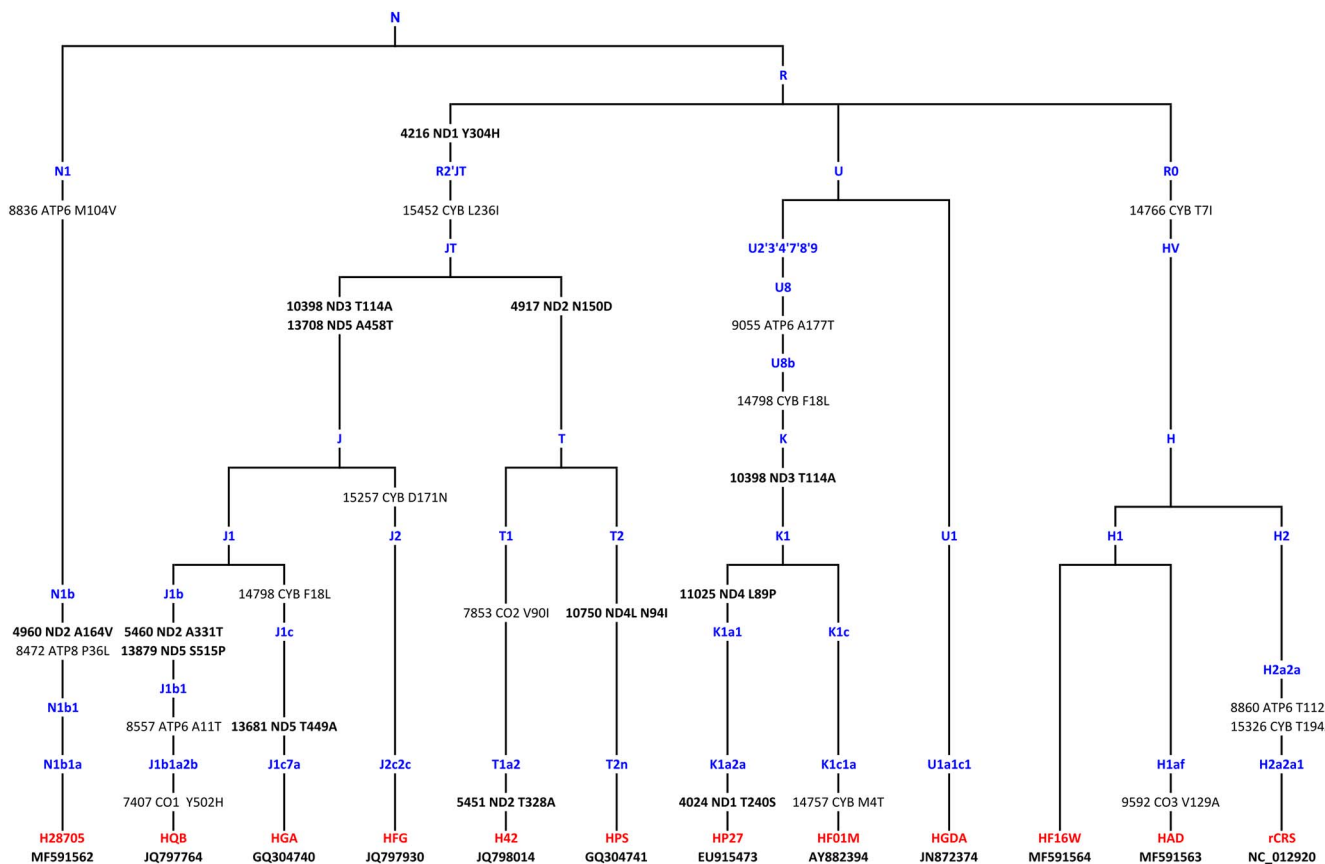 N
R
4216 ND1 Y304H
N1
R2'JT
U
R0
8836 ATP6 M104V
15452 CYB L236I
14766 CYB T7I
JT
U2'3'4'7'8'9
HV
U8
10398 ND3 T114A
4917 ND2 N150D
13708 ND5 A458T
9055 ATP6 A177T
U8b
14798 CYB F18L
J
T
K
H
10398 ND3 T114A
15257 CYB D171N
J1
J2
T1
T2
K1
U1
H1
H2
N1b
J1b
14798 CYB F18L
11025 ND4 L89P
7853 CO2 V90I
10750 ND4L N94I
4960 ND2 A164V
5460 ND2 A331T
J1c
K1a1
K1c
8472 ATP8 P36L
13879 ND5 S515P
H2a2a
J1b1
N1b1
8860 ATP6 T112
8557 ATP6 A11T
13681 ND5 T449A
15326 CYB T194
N1b1a
J1b1a2b
J1c7a
J2c2c
T1a2
T2n
K1a2a
K1c1a
U1a1c1
H1af
H2a2a1
7407 CO1 Y502H
5451 ND2 T328A
4024 ND1 T240S
14757 CYB M4T
9592 CO3 V129A
H28705
HQB
HGA
HFG
H42
HPS
HP27
HF01M
HGDA
HF16W
HAD
rCRS
MF591562
JQ797764
GQ304740
JQ797930
JQ798014
GQ304741
EU915473
AY882394
JN872374
MF591564
MF591563
NC_012920